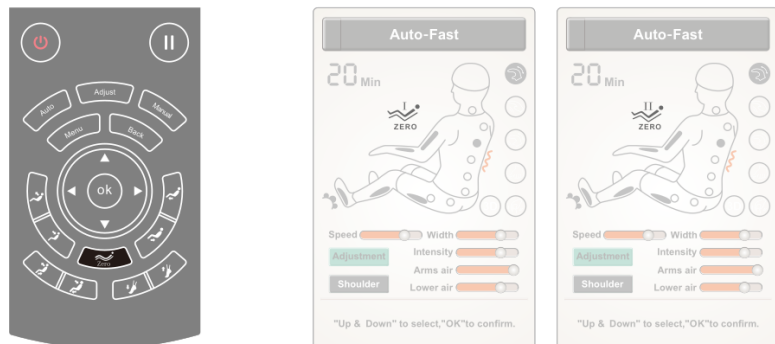 Auto
Adjust
Manual
Menu
Back
ok
Zero
Auto-Fast
20 Min
I
ZERO
Speed
Width
Adjustment
Intensity
Arms air
Shoulder
Lower air
"Up & Down" to select,"OK"to confirm.
Auto-Fast
20 Min
II
ZERO
Speed
Width
Adjustment
Intensity
Arms air
Shoulder
Lower air
"Up & Down" to select,"OK"to confirm.